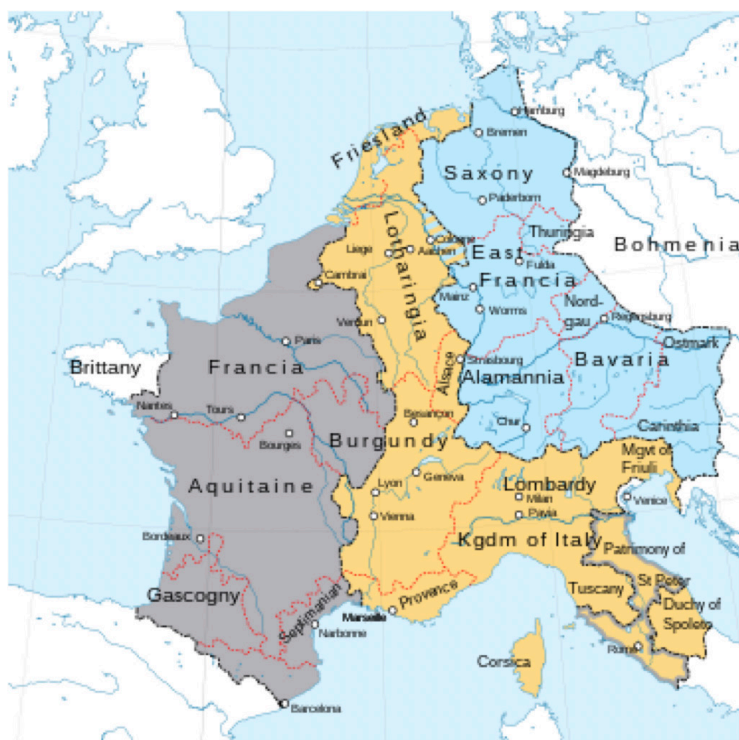 Hamburg
Friesland
Bremen
Saxony
Magdeburg
Paderborn
Thuringia
Lotharingia
Cologne
Bohmenia
Liege
Aachen
East
Fulda
Cambrai
Francia
Mainz
Nord-
gau
Worms
Regensburg
Verdun
Paris
Ostmark
Strasbourg
Bavaria
Brittany
Francia
Alsace
Alamannia
Nantes
Tours
Besançon
Chur
Carinthia
Bourges
Burgundy
Mgvt of
Friuli
Geneva
Aquitaine
Lyon
Lombardy
Milan
Venice
Vienna
Pavia
Bordeaux
Kgdm of Italy
Patrimony of
St Peter
Gascogny
Septimanian
Provence
Tuscany
Duchy of
Spoleto
Marseille
Narbonne
Rome
Corsica
Barcelona